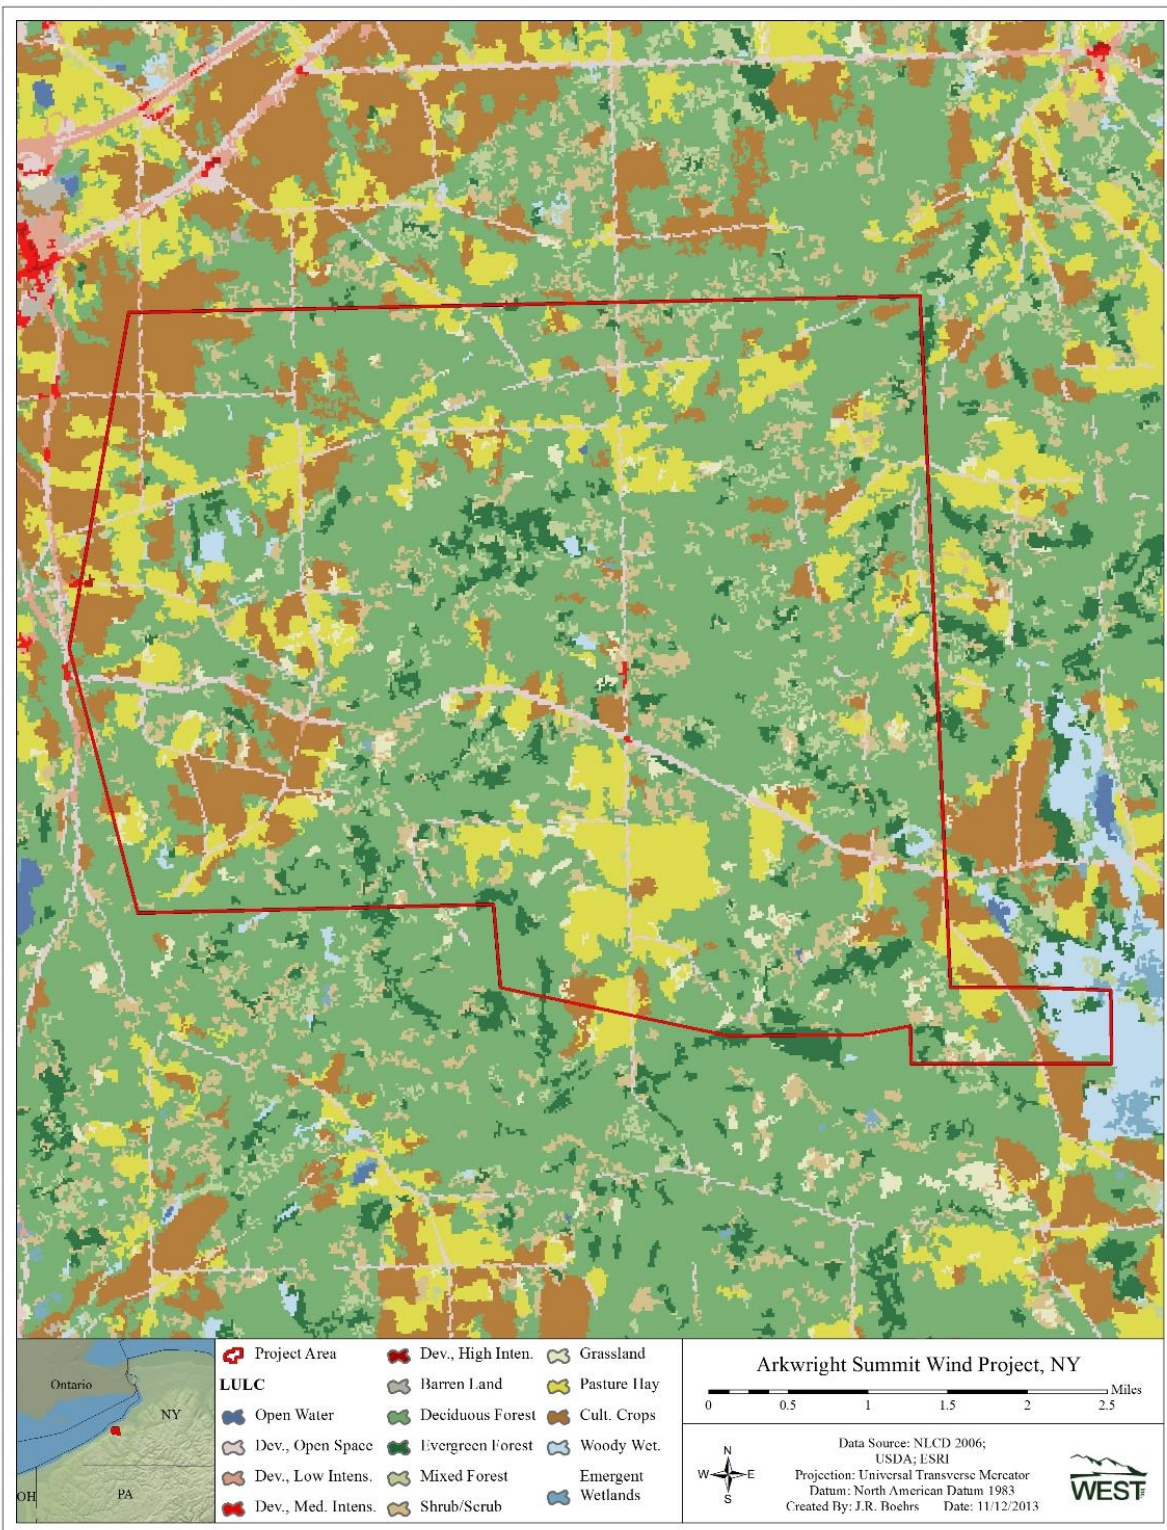 Ontario
NY
OH
PA
Project Area
LULC
Open Water
Dev., Open Space
Dev., Low Intens.
Dev., Med. Intens.
Dev., High Inten.
Barren Land
Deciduous Forest
Evergreen Forest
Mixed Forest
Shrub/Scrub
Grassland
Pasture Hay
Cult. Crops
Woody Wet.
Emergent
Wetlands
Arkwright Summit Wind Project, NY
Miles
0 0.5 1 1.5 2 2.5
N
W E
S
Data Source: NLCD 2006;
USDA; ESRI
Projection: Universal Transverse Mercator
Datum: North American Datum 1983
Created By: J.R. Boehrs Date: 11/12/2013
WEST